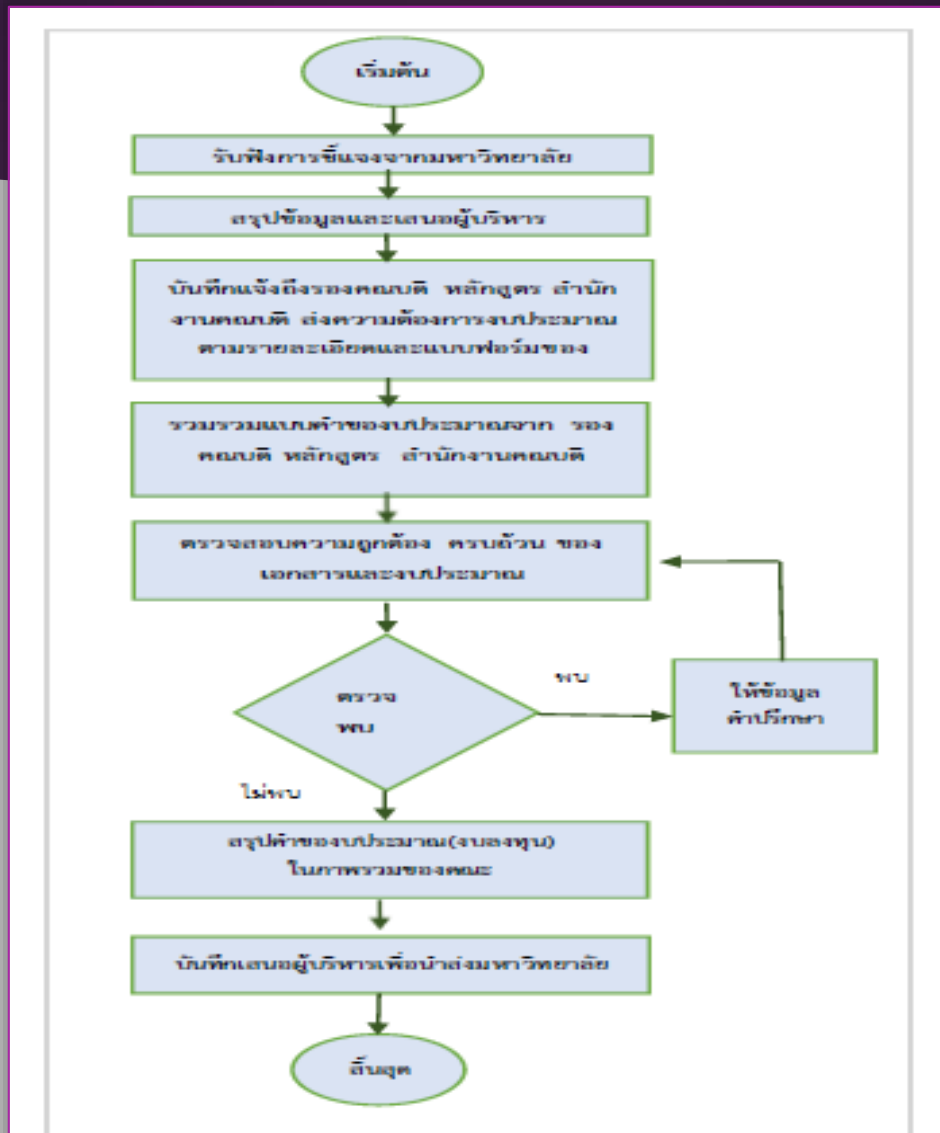 เริ่มต้น
รับฟังการชี้แจงจากมหาวิทยาลัย
สรุปข้อมูลและเสนอผู้บริหาร
บันทึกแจ้งถึงรองคณบดี หลักสูตร สำนัก
งานคณบดี ส่งความต้องการงบประมาณ
ตามรายละเอียดและแบบฟอร์มของ
รวมรวมแบบคำของบประมาณจาก รอง
คณบดี หลักสูตร สำนักงานคณบดี
ตรวจสอบความถูกต้อง ครบถ้วน ของ
เอกสารและงบประมาณ
ตรวจ
พบ
พบ
ให้ข้อมูล
คำปรึกษา
ไม่พบ
สรุปคำของบประมาณ(งบลงทุน)
ในภาพรวมของคณะ
บันทึกเสนอผู้บริหารเพื่อนำส่งมหาวิทยาลัย
สิ้นสุด